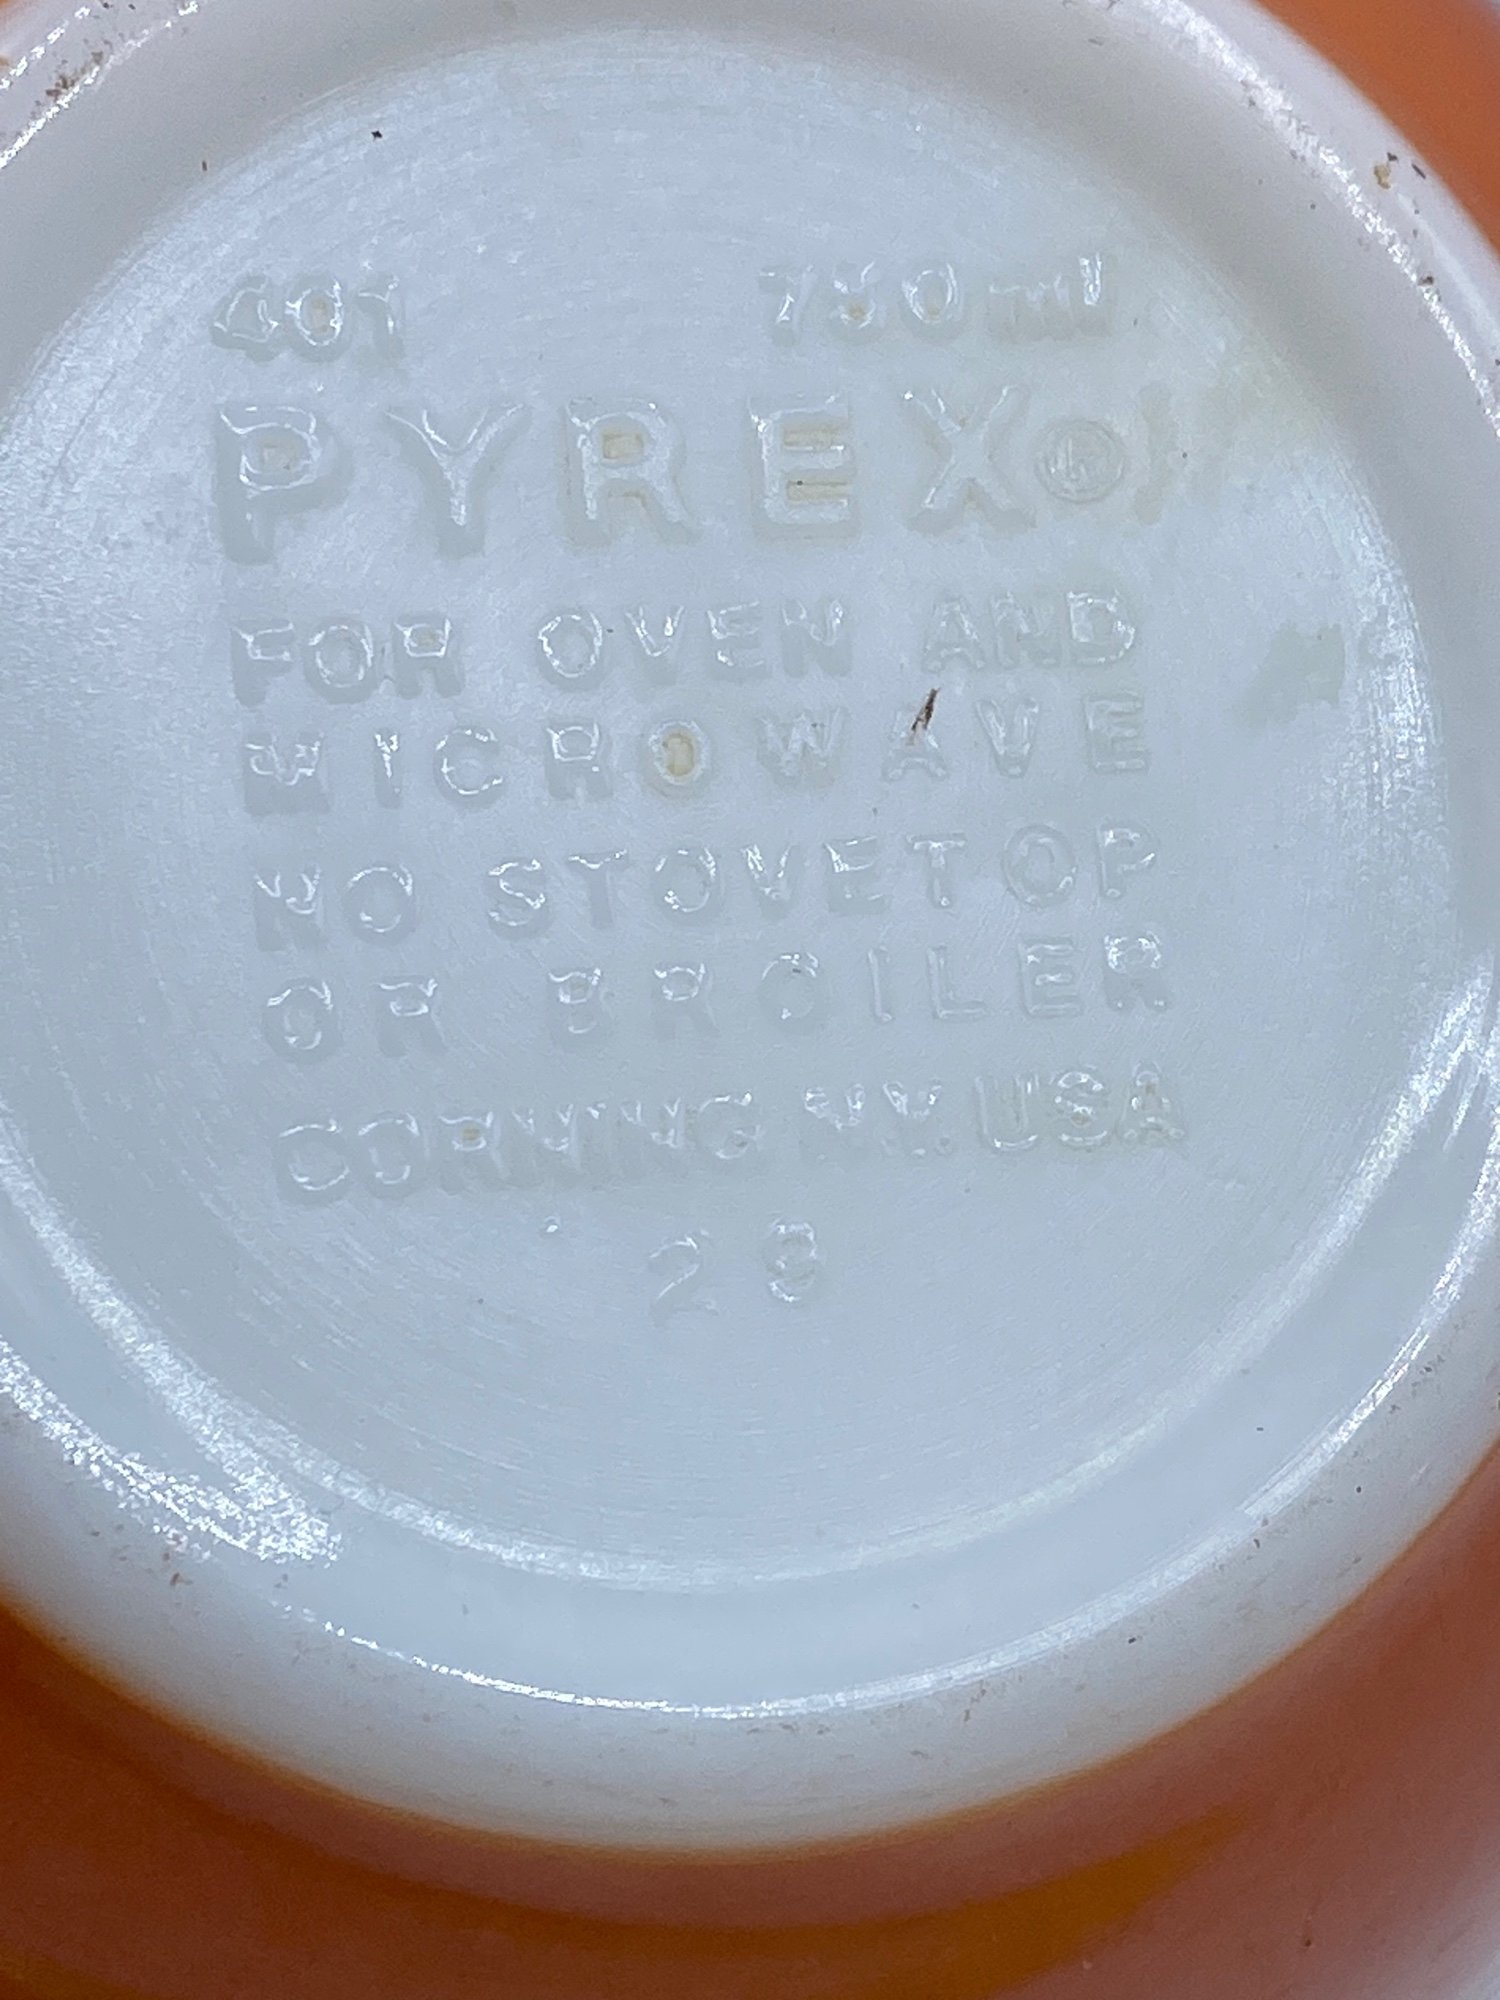 401 750 ml
PYREX®
FOR OVEN AND
MICROWAVE
NO STOVETOP
OR BROILER
CORNING N.Y. USA
23